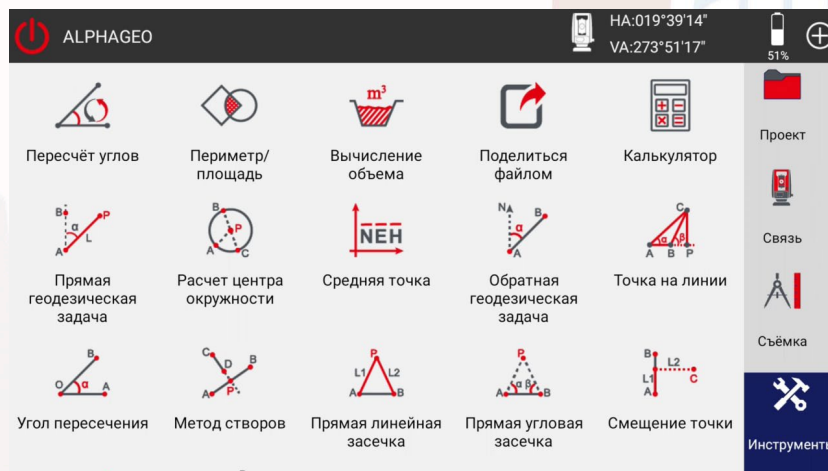 ALPHAGEO
HA:019°39'14"
VA:273°51'17"
51%
Пересчёт углов
Периметр/
площадь
m³
Вычисление
объема
Поделиться
файлом
Калькулятор
Проект
B
P
α
L
A
Прямая
геодезическая
задача
B
P
A
C
Расчет центра
окружности
NEH
Средняя точка
N
B
α
A
Обратная
геодезическая
задача
C
α
β
A B P
Точка на линии
Связь
Съёмка
B
O
α
A
Угол пересечения
C
D
B
A
P
Метод створов
P
L1
L2
A
B
Прямая линейная
засечка
P
α β
A
B
Прямая угловая
засечка
B
L2
L1
C
A
Смещение точки
Инструменты